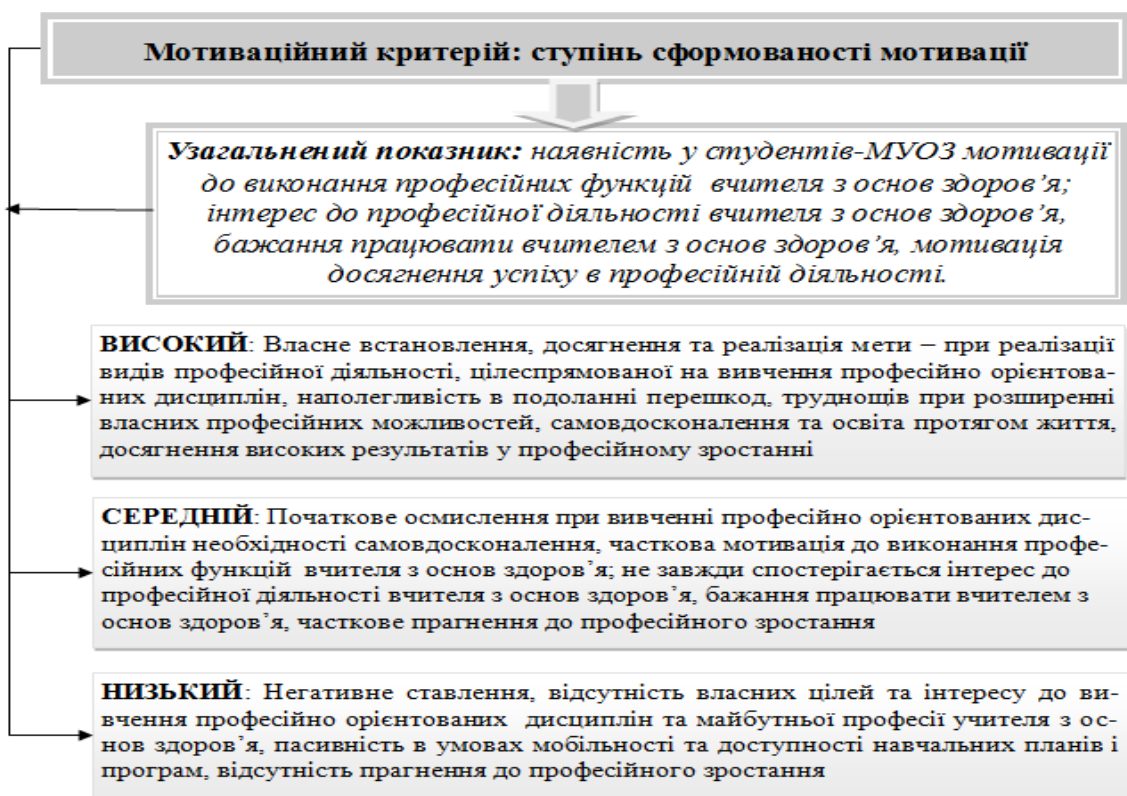 Мотиваційний критерій: ступінь сформованості мотивації
Узагальнений показник: наявність у студентів-МУОЗ мотивації
до виконання професійних функцій вчителя з основ здоров’я;
інтерес до професійної діяльності вчителя з основ здоров’я,
бажання працювати вчителем з основ здоров’я, мотивація
досягнення успіху в професійній діяльності.
ВИСОКИЙ: Власне встановлення, досягнення та реалізація мети – при реалізації
видів професійної діяльності, цілеспрямованої на вивчення професійно орієнтова-
них дисциплін, наполегливість в подоланні перешкод, труднощів при розширенні
власних професійних можливостей, самовдосконалення та освіта протягом життя,
досягнення високих результатів у професійному зростанні
СЕРЕДНІЙ: Початкове осмислення при вивченні професійно орієнтованих дис-
циплін необхідності самовдосконалення, часткова мотивація до виконання профе-
сійних функцій вчителя з основ здоров’я; не завжди спостерігається інтерес до
професійної діяльності вчителя з основ здоров’я, бажання працювати вчителем з
основ здоров’я, часткове прагнення до професійного зростання
НИЗЬКИЙ: Негативне ставлення, відсутність власних цілей та інтересу до ви-
вчення професійно орієнтованих дисциплін та майбутньої професії учителя з ос-
нов здоров’я, пасивність в умовах мобільності та доступності навчальних планів і
програм, відсутність прагнення до професійного зростання